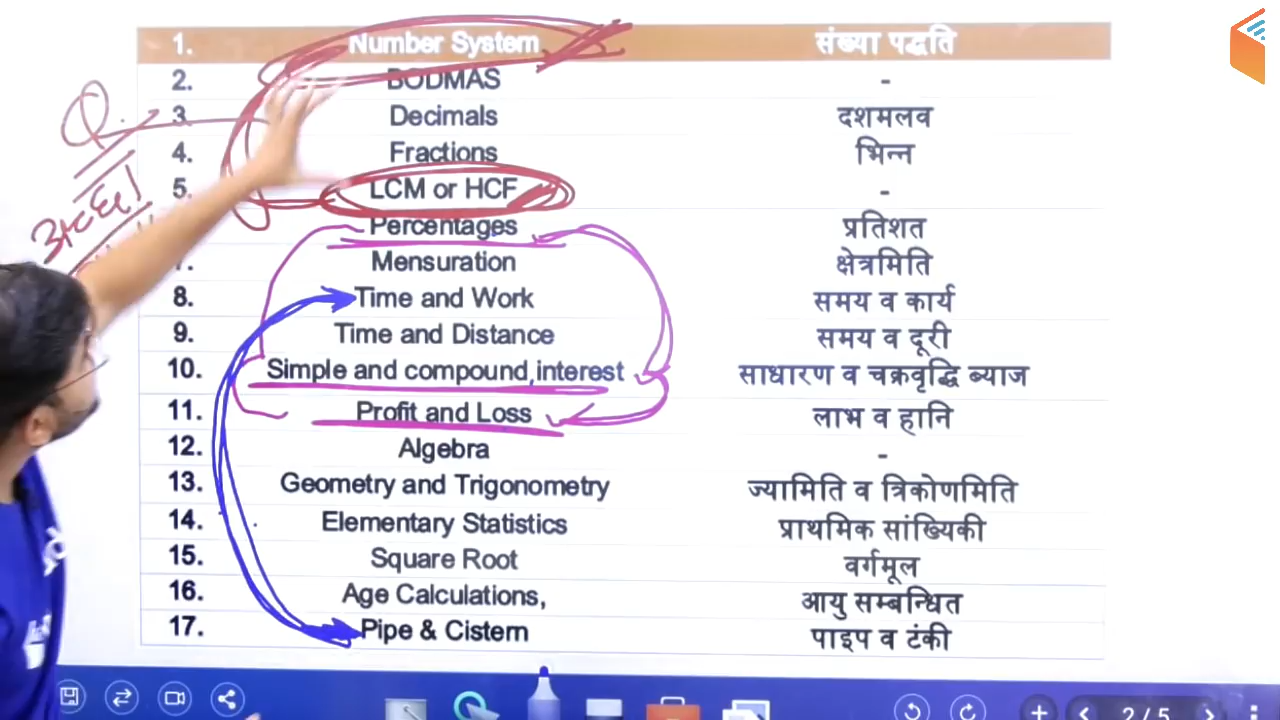 1. Number System संख्या पद्धति
2. BODMAS -
3. Decimals दशमलव
4. Fractions भिन्न
5. LCM or HCF -
Percentages प्रतिशत
Mensuration क्षेत्रमिति
8. Time and Work समय व कार्य
9. Time and Distance समय व दूरी
10. Simple and compound,interest साधारण व चक्रवृद्धि ब्याज
11. Profit and Loss लाभ व हानि
12. Algebra -
13. Geometry and Trigonometry ज्यामिति व त्रिकोणमिति
14. Elementary Statistics प्राथमिक सांख्यिकी
15. Square Root वर्गमूल
16. Age Calculations, आयु सम्बन्धित
17. Pipe & Cistern पाइप व टंकी
2 / 5